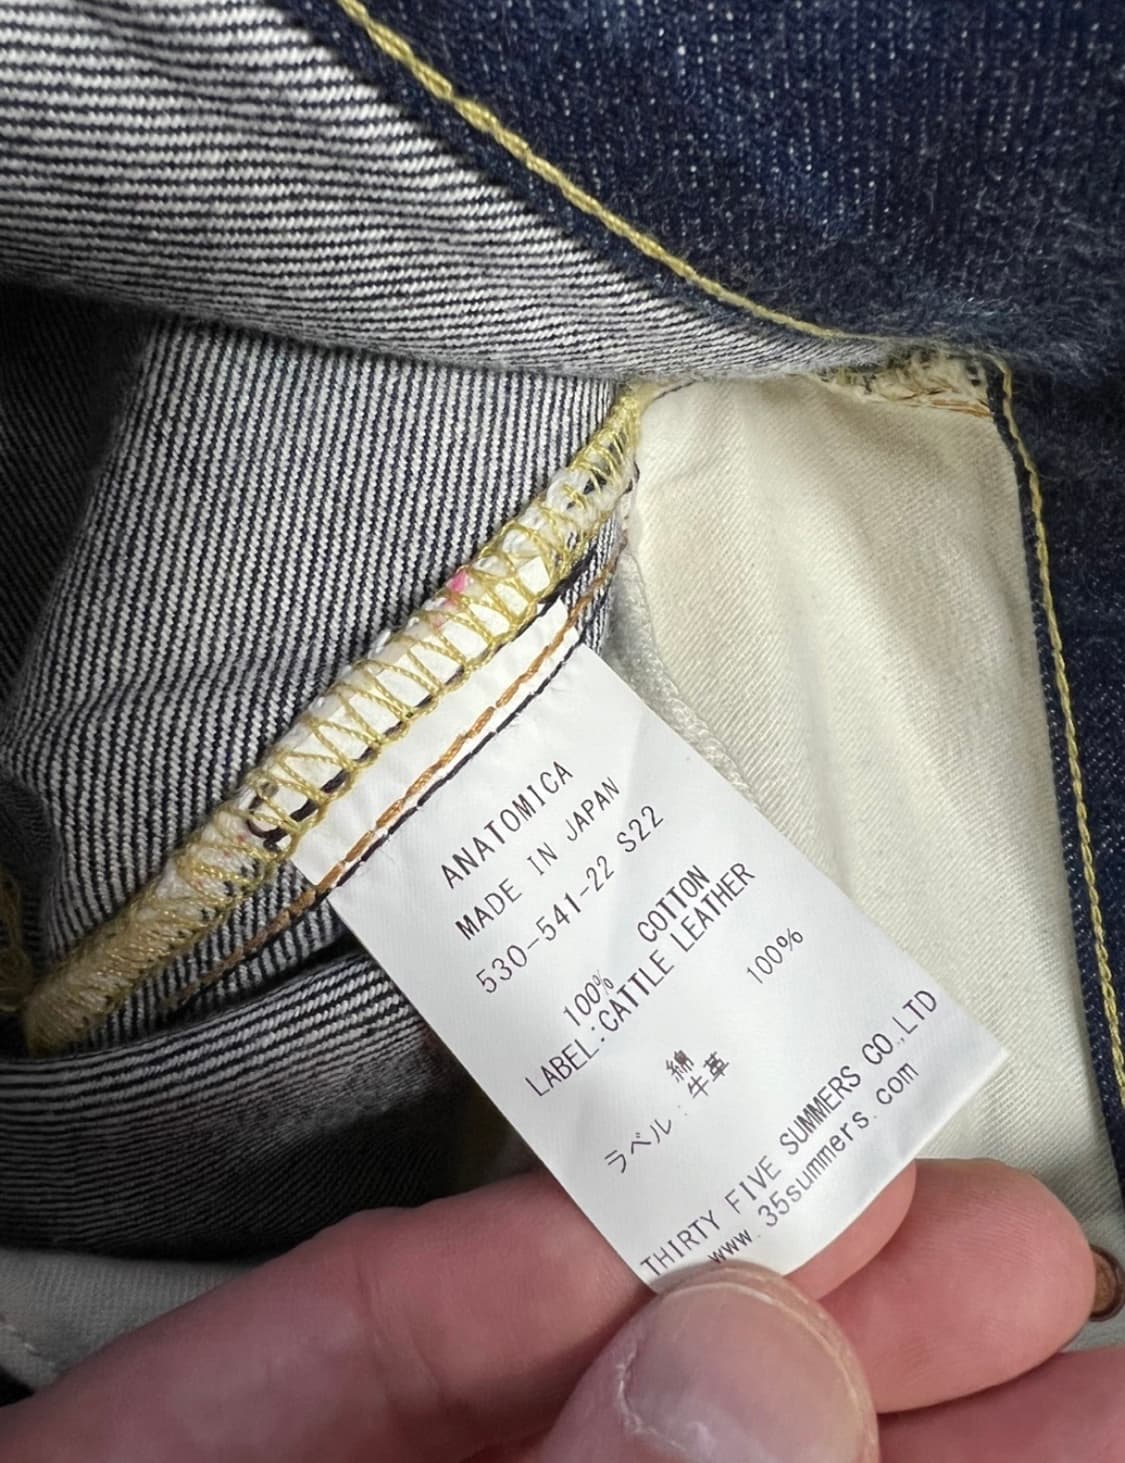 ANATOMICA
MADE IN JAPAN
530-541-22 S22
100% COTTON
LABEL:CATTLE LEATHER
100%
綿
ラベル:牛革
THIRTY FIVE SUMMERS CO.,LTD
www.35summers.com